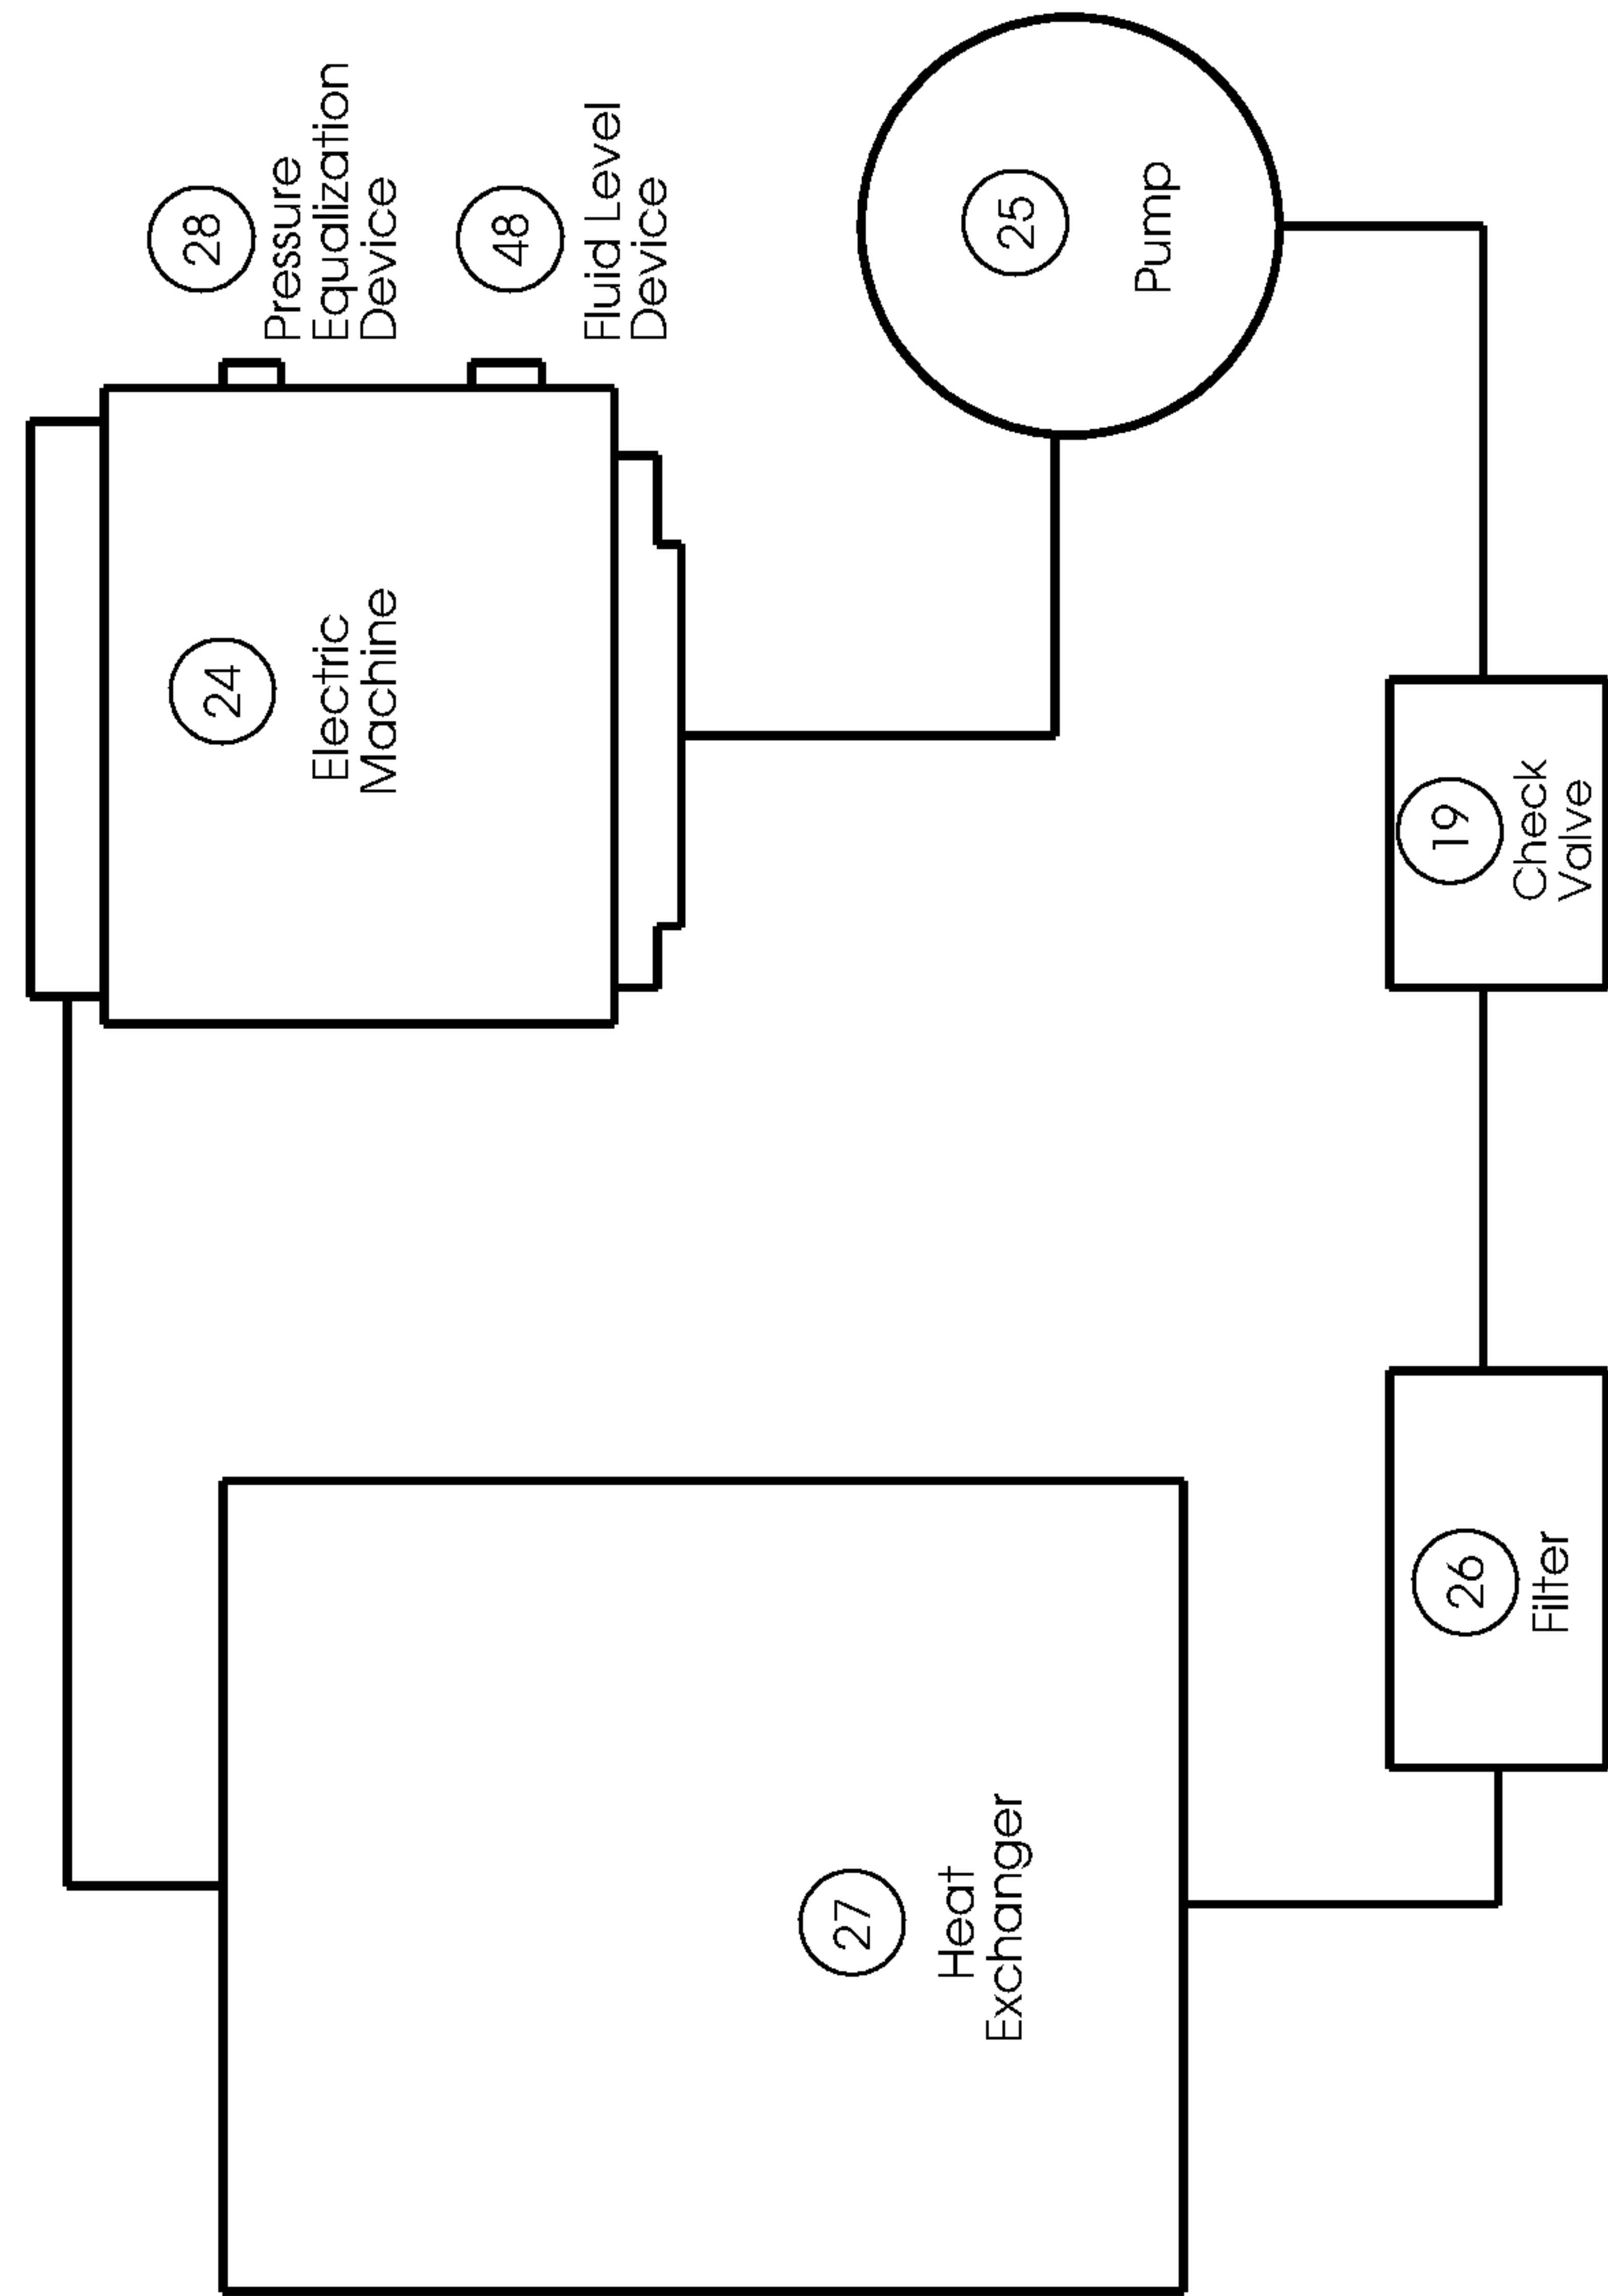 28
Pressure
Equalization
Device
48
Fluid Level
Device
24
Electric
Machine
25
Pump
19
Check
Valve
26
Filter
27
Heat
Exchanger